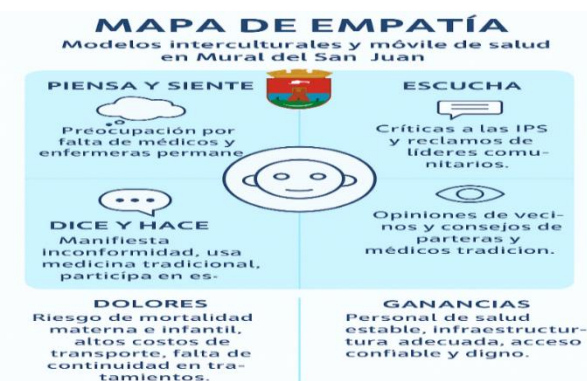 MAPA DE EMPATÍA
Modelos interculturales y móvile de salud
en Mural del San Juan
PIENSA Y SIENTE
Preocupación por
falta de médicos y
enfermeras permane
ESCUCHA
Críticas a las IPS
y reclamos de
líderes comu-
nitarios.
DICE Y HACE
Manifiesta
inconformidad, usa
medicina tradicional,
participa en es-
Opiniones de veci-
nos y consejos de
parteras y
médicos tradicion.
DOLORES
Riesgo de mortalidad
materna e infantil,
altos costos de
transporte, falta de
continuidad en tra-
tamientos.
GANANCIAS
Personal de salud
estable, infraestructur-
tura adecuada, acceso
confiable y digno.